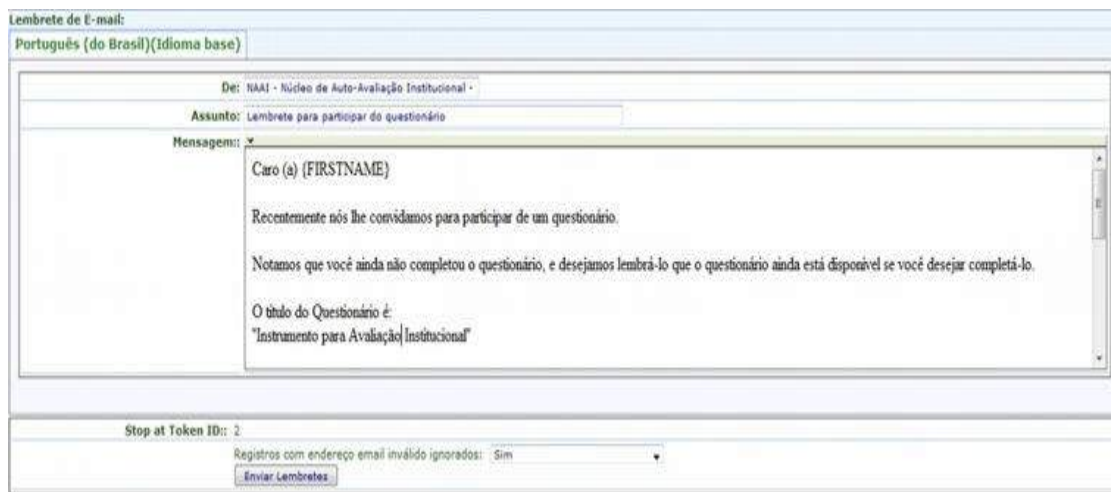 Lembrete de E-mail:
Português (do Brasil)(Idioma base)
De: NAAI - Núcleo de Auto-Avaliação Institucional -
Assunto: Lembrete para participar do questionário
Mensagem::
Caro (a) {FIRSTNAME}
Recentemente nós lhe convidamos para participar de um questionário.
Notamos que você ainda não completou o questionário, e desejamos lembrá-lo que o questionário ainda está disponível se você desejar completá-lo.
O título do Questionário é:
"Instrumento para Avaliação Institucional"
Stop at Token ID:: 2
Registros com endereço email inválido ignorados: Sim
Enviar Lembretes